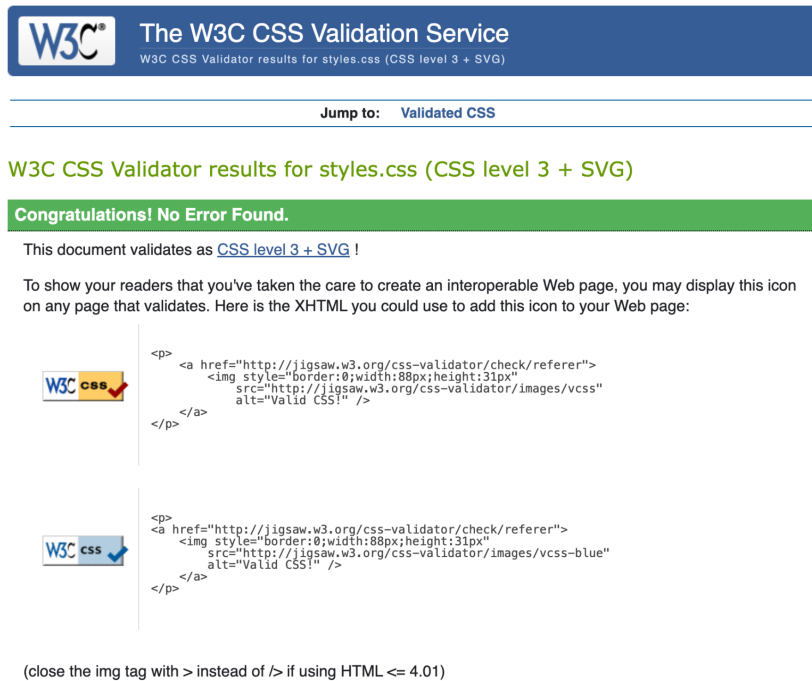 W3C®
The W3C CSS Validation Service
W3C CSS Validator results for styles.css (CSS level 3 + SVG)
Jump to: Validated CSS
W3C CSS Validator results for styles.css (CSS level 3 + SVG)
Congratulations! No Error Found.
This document validates as CSS level 3 + SVG !
To show your readers that you've taken the care to create an interoperable Web page, you may display this icon
on any page that validates. Here is the XHTML you could use to add this icon to your Web page:
W3C css
<p>
    <a href="http://jigsaw.w3.org/css-validator/check/referer">
        <img style="border:0;width:88px;height:31px"
            src="http://jigsaw.w3.org/css-validator/images/vcss"
            alt="Valid CSS!" />
    </a>
</p>
W3C css
<p>
<a href="http://jigsaw.w3.org/css-validator/check/referer">
    <img style="border:0;width:88px;height:31px"
        src="http://jigsaw.w3.org/css-validator/images/vcss-blue"
        alt="Valid CSS!" />
    </a>
</p>
(close the img tag with > instead of /> if using HTML <= 4.01)